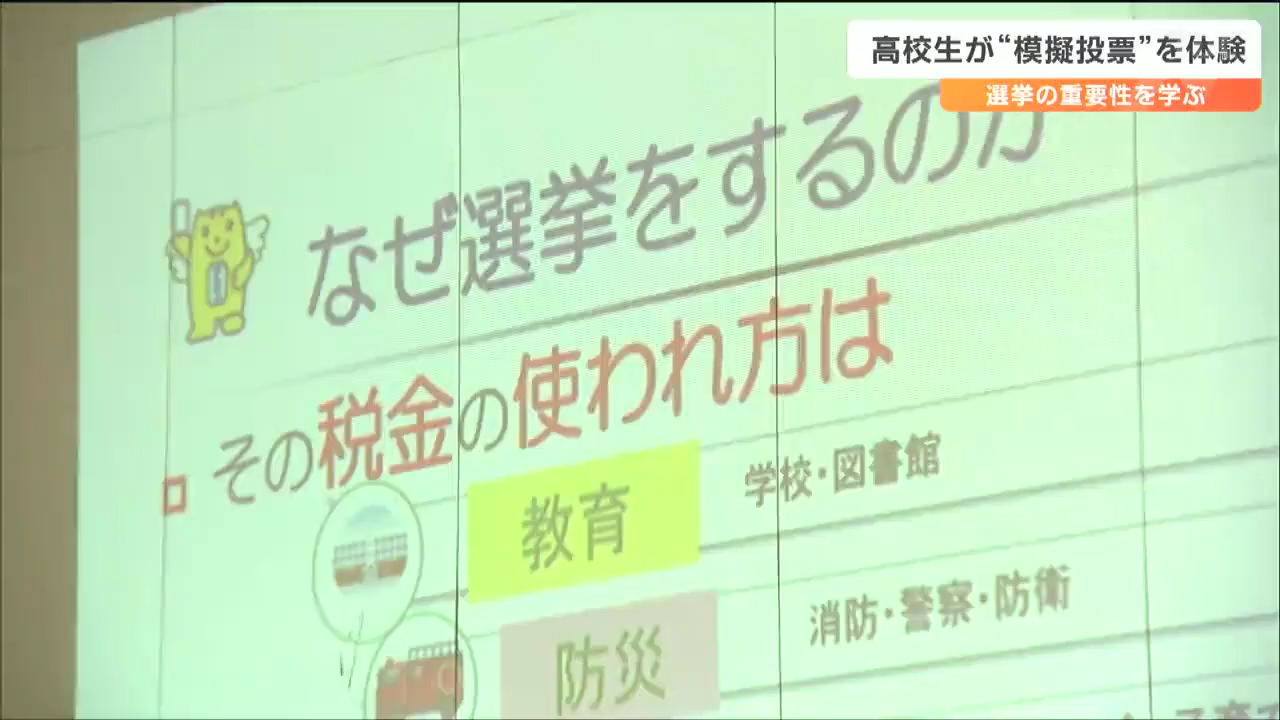 高校生が“模擬投票”を体験
選挙の重要性を学ぶ
なぜ選挙をするのか
その税金の使われ方は
教育
学校・図書館
防災
消防・警察・防衛